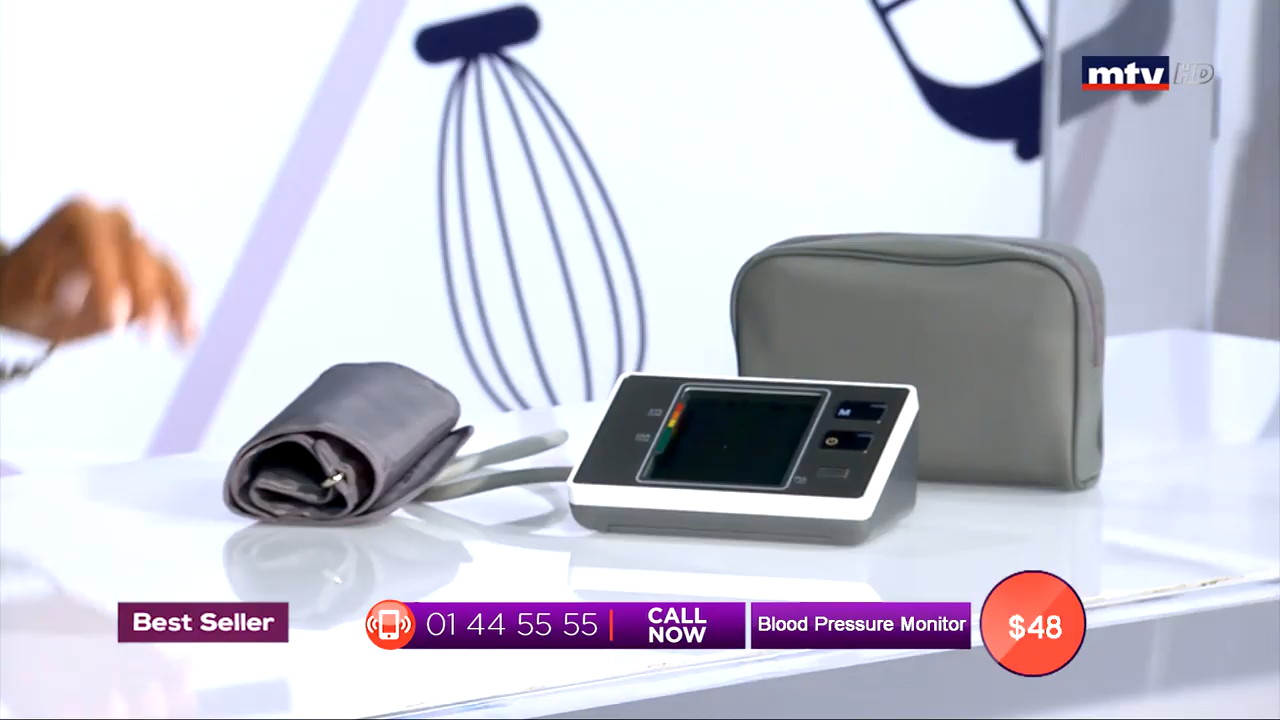 mtv HD
M
Best Seller
01 44 55 55
CALL
NOW
Blood Pressure Monitor
$48